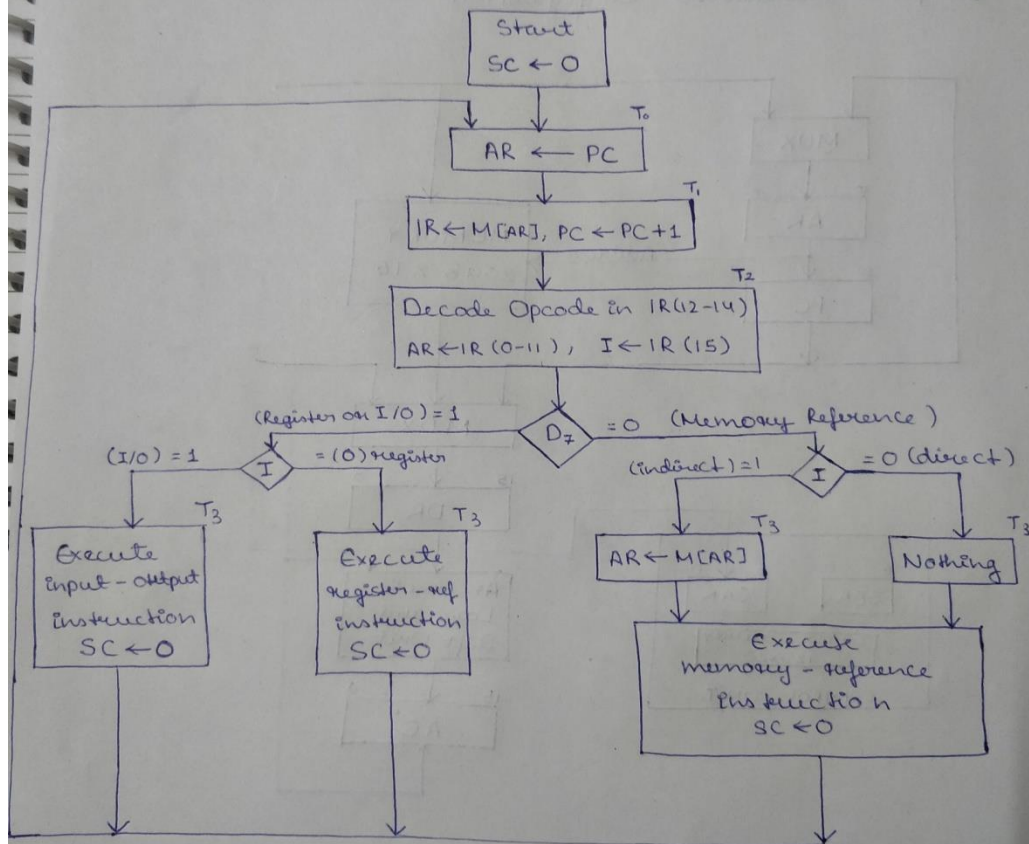 Start
SC ← 0
T0
AR ← PC
T1
IR ← M[AR], PC ← PC+1
T2
Decode Opcode in IR(12-14)
AR ← IR(0-11), I ← IR(15)
(Register or I/O) = 1
D7
= 0 (Memory Reference)
(I/O) = 1
I
= (0) register
(indirect) = 1
I
= 0 (direct)
T3
Execute
input-output
instruction
SC ← 0
T3
Execute
register-ref
instruction
SC ← 0
T3
AR ← M[AR]
T3
Nothing
Execute
memory-reference
instruction
SC ← 0
MUX